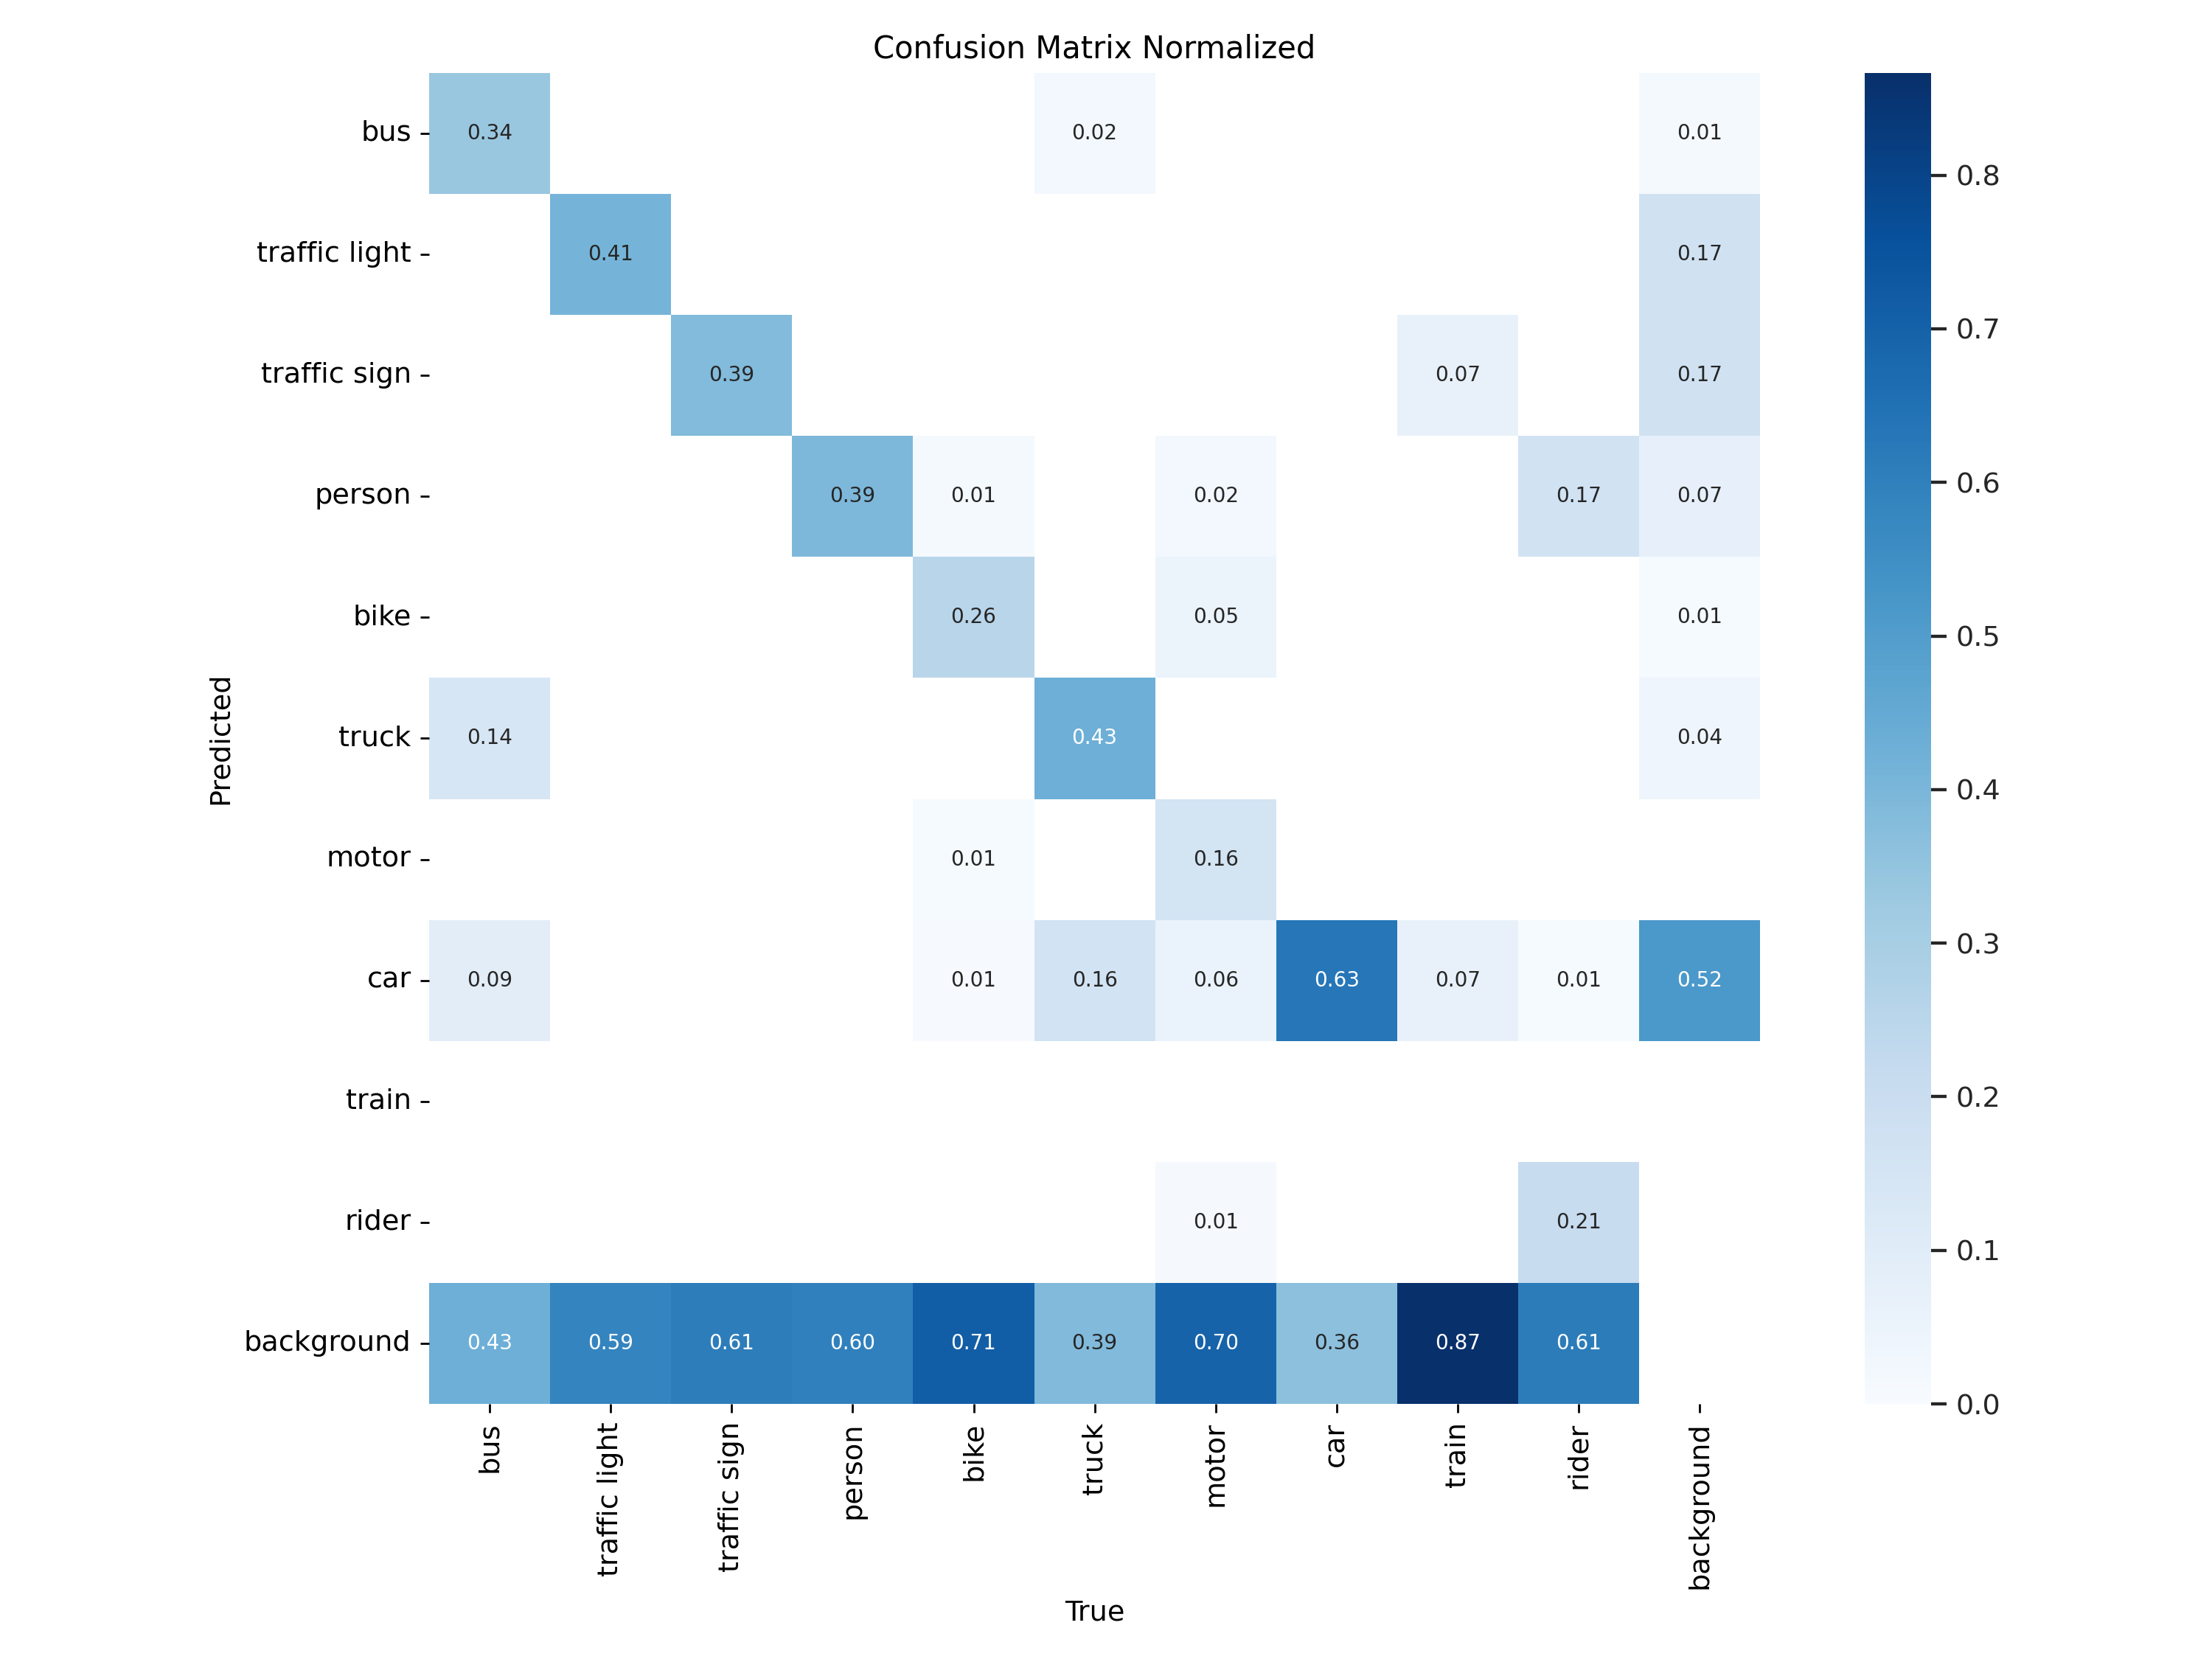 Confusion Matrix Normalized
bus 0.34 0.02 0.01
traffic light 0.41 0.17
traffic sign 0.39 0.07 0.17
person 0.39 0.01 0.02 0.17 0.07
bike 0.26 0.05 0.01
truck 0.14 0.43 0.04
motor 0.01 0.16
car 0.09 0.01 0.16 0.06 0.63 0.07 0.01 0.52
train
rider 0.01 0.21
background 0.43 0.59 0.61 0.60 0.71 0.39 0.70 0.36 0.87 0.61
Predicted
bus traffic light traffic sign person bike truck motor car train rider background
True
0.8
0.7
0.6
0.5
0.4
0.3
0.2
0.1
0.0